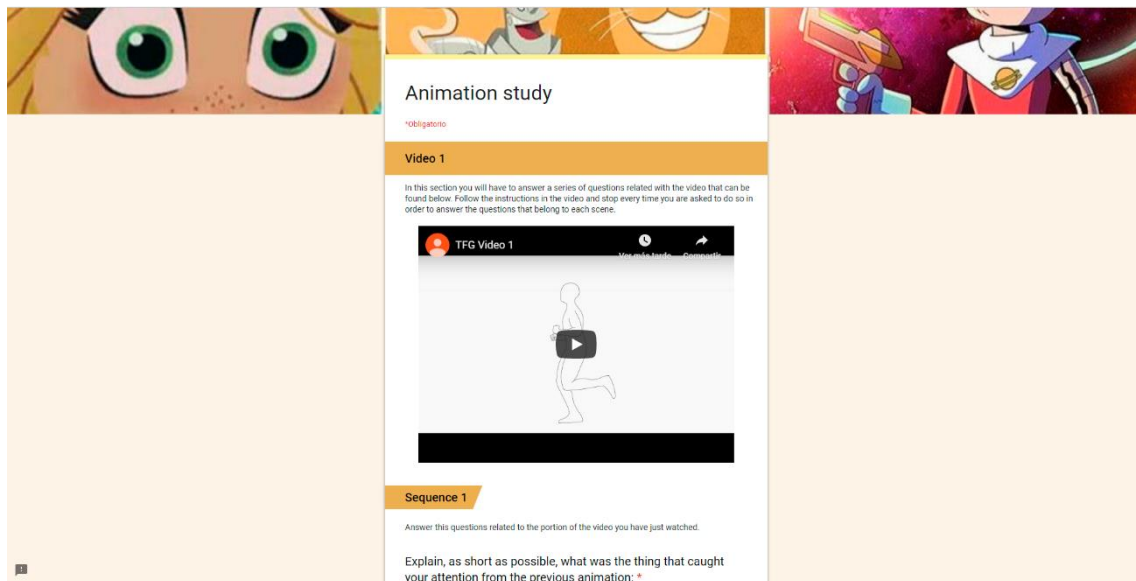 Animation study
*Obligatorio
Video 1
In this section you will have to answer a series of questions related with the video that can be
found below. Follow the instructions in the video and stop every time you are asked to do so in
order to answer the questions that belong to each scene.
TFG Video 1
Ver más tarde Compartir
Sequence 1
Answer this questions related to the portion of the video you have just watched.
Explain, as short as possible, what was the thing that caught
your attention from the previous animation: *